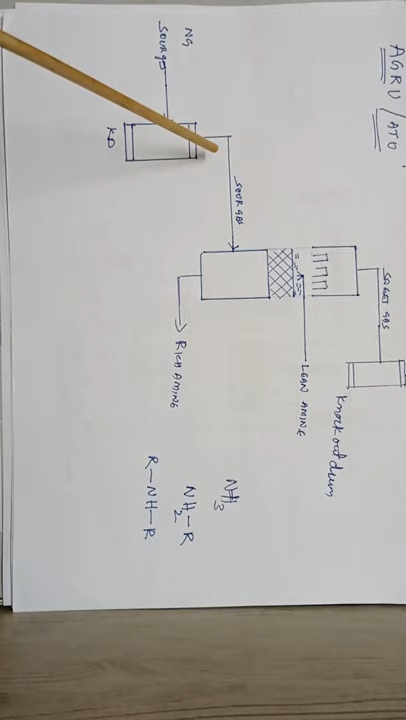 AGRU/ATU
NG
SOUR gas
KD
SOUR GAS
SWEET GAS
Knock out drum
LEAN AMINE
RICH AMINE
NH3
NH2-R
R-NH-R